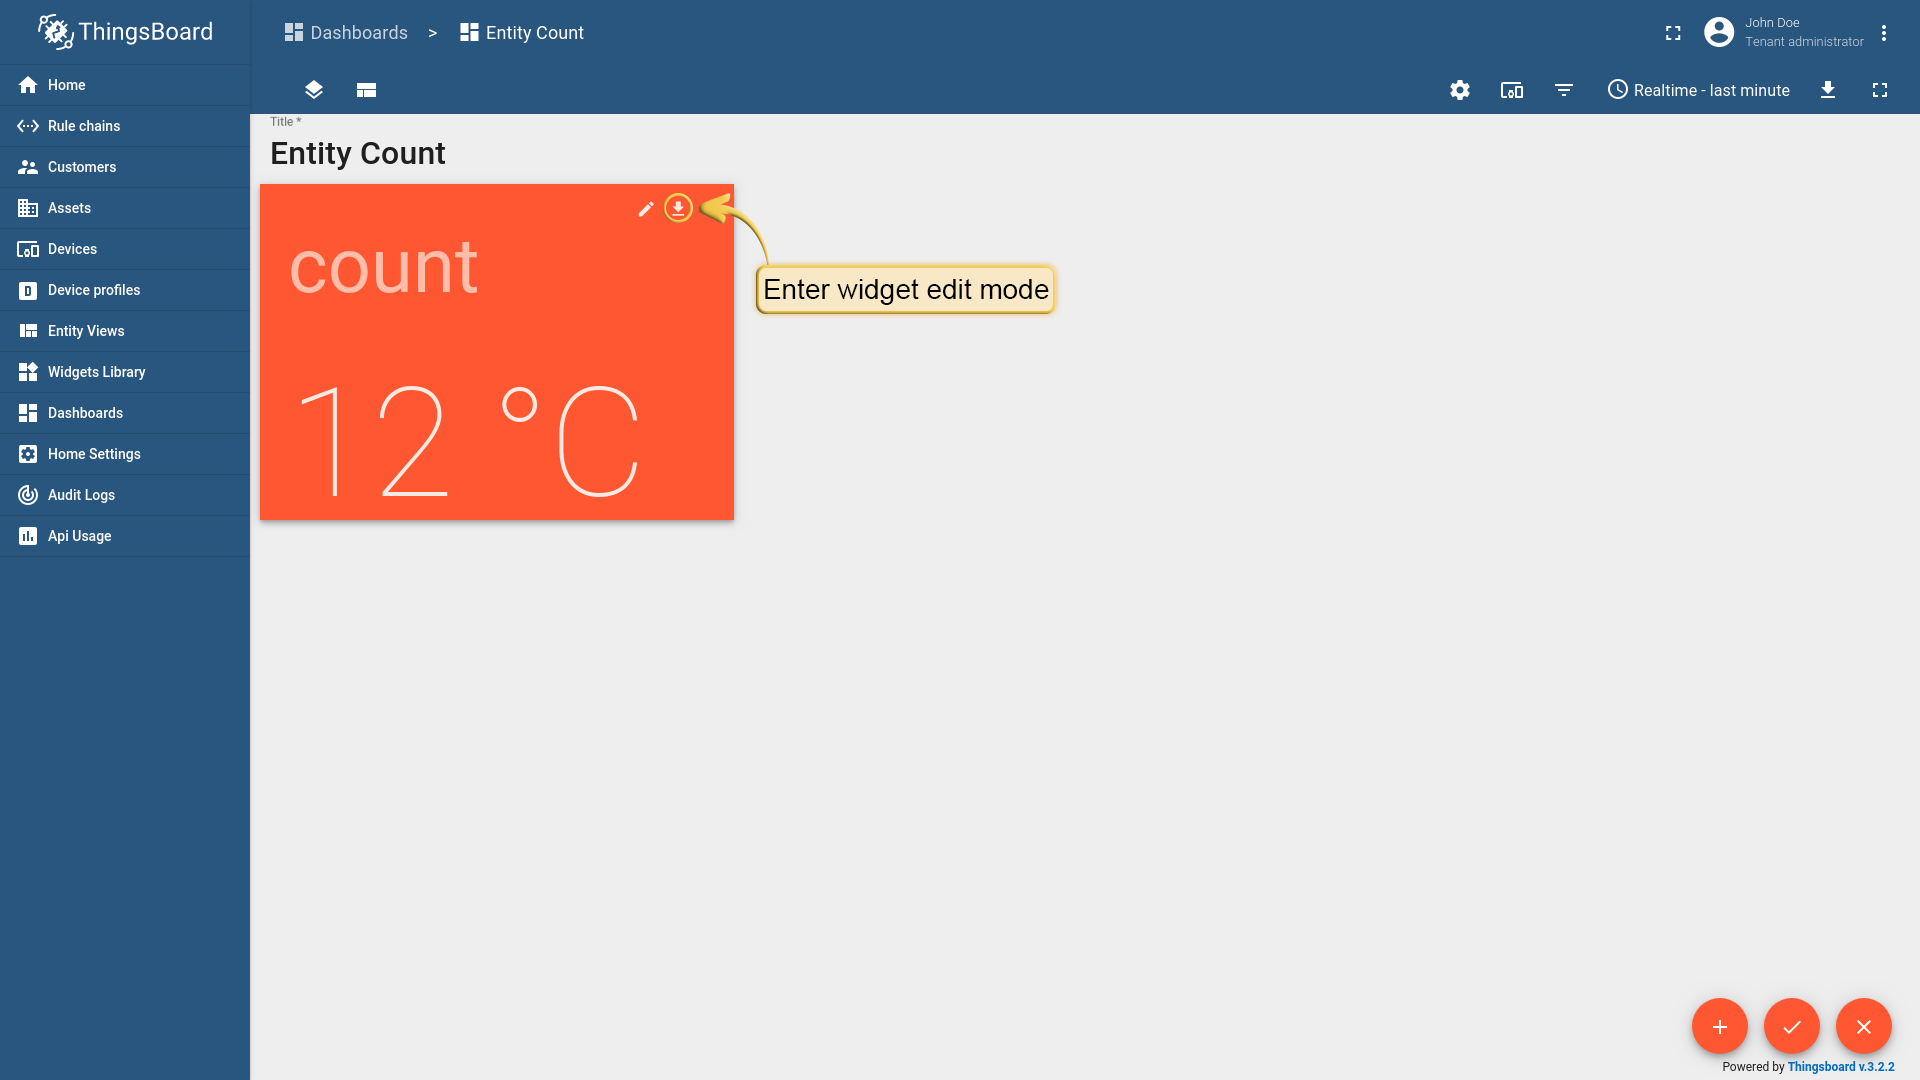 ThingsBoard
Dashboards > Entity Count
John Doe
Tenant administrator
Home
Rule chains
Customers
Assets
Devices
Device profiles
Entity Views
Widgets Library
Dashboards
Home Settings
Audit Logs
Api Usage
Realtime - last minute
Title *
Entity Count
count
12 °C
Enter widget edit mode
Powered by Thingsboard v.3.2.2